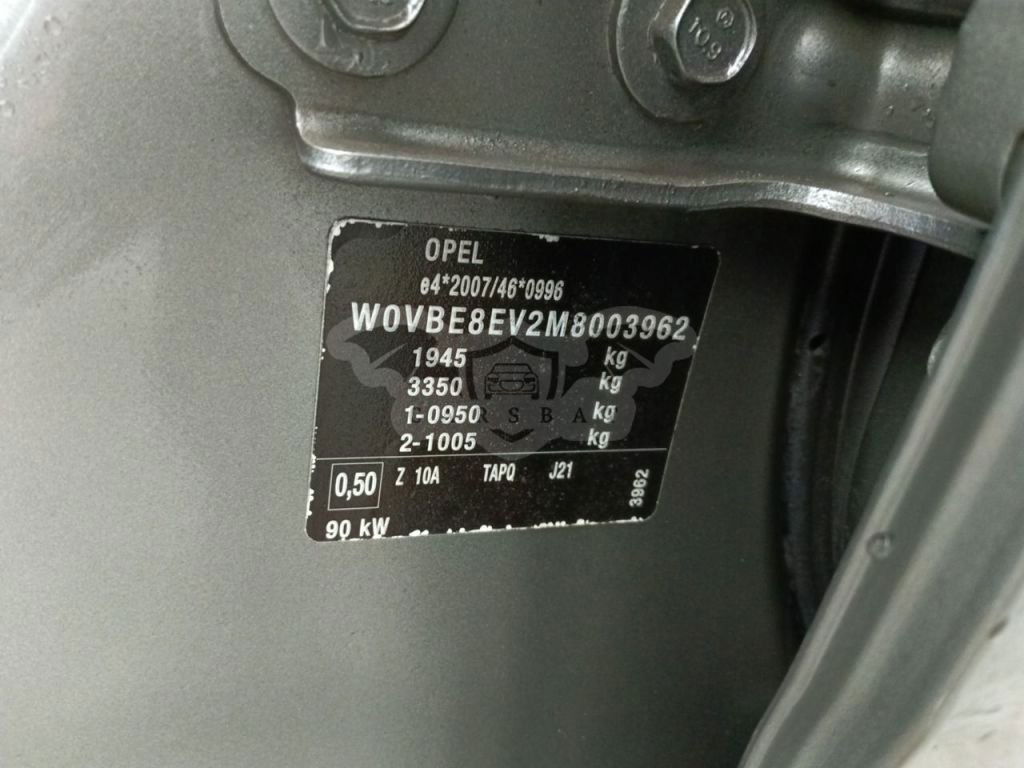 109
OPEL
e4*2007/46*0996
W0VBE8EV2M8003962
1945 kg
3350 kg
1-0950 kg
2-1005 kg
0,50 Z 10A TAPQ J21 3962
90 kW